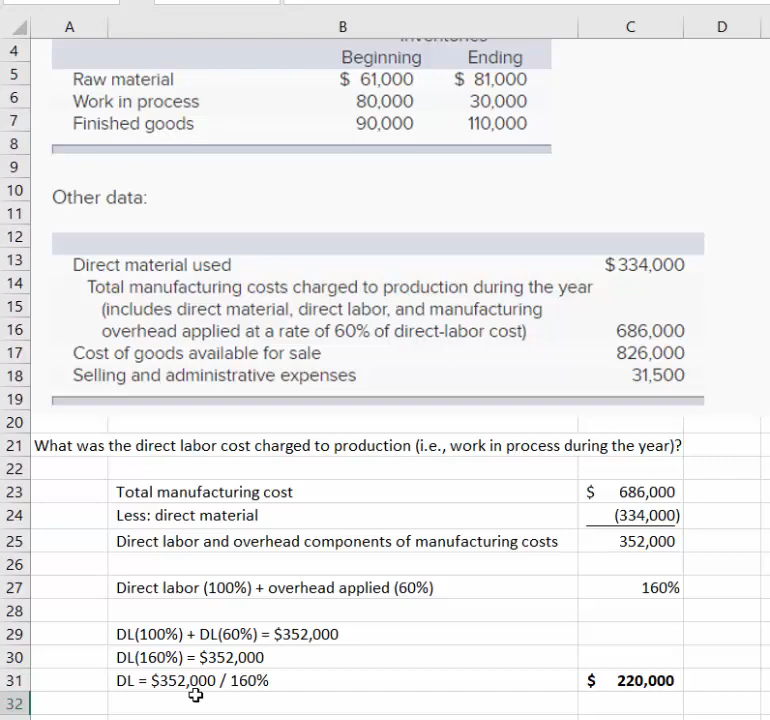 A B C D
4
Beginning Ending
5 Raw material $ 61,000 $ 81,000
6 Work in process 80,000 30,000
7 Finished goods 90,000 110,000
8
9
10 Other data:
11
12
13 Direct material used $334,000
14 Total manufacturing costs charged to production during the year
15 (includes direct material, direct labor, and manufacturing
16 overhead applied at a rate of 60% of direct-labor cost) 686,000
17 Cost of goods available for sale 826,000
18 Selling and administrative expenses 31,500
19
20
21 What was the direct labor cost charged to production (i.e., work in process during the year)?
22
23 Total manufacturing cost $ 686,000
24 Less: direct material (334,000)
25 Direct labor and overhead components of manufacturing costs 352,000
26
27 Direct labor (100%) + overhead applied (60%) 160%
28
29 DL(100%) + DL(60%) = $352,000
30 DL(160%) = $352,000
31 DL = $352,000 / 160% $ 220,000
32